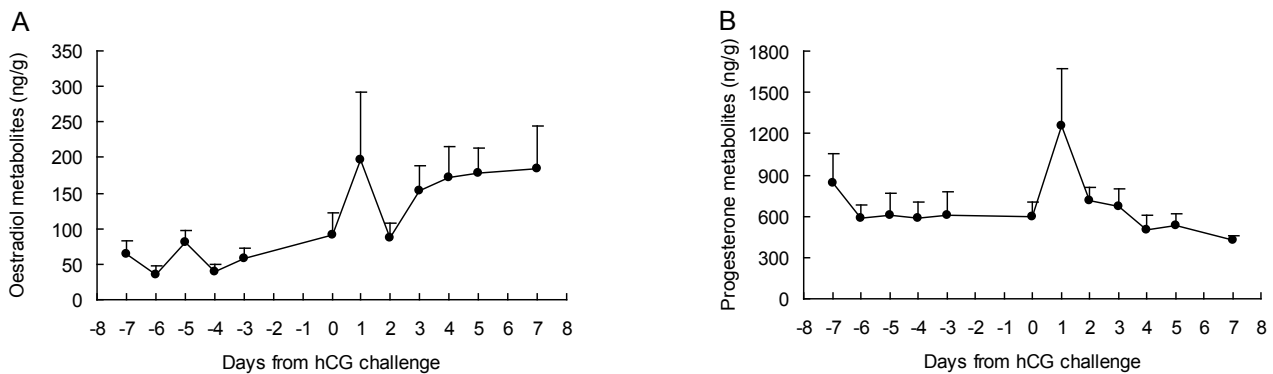 A
Oestradiol metabolites (ng/g)
350
300
250
200
150
100
50
0
-8 -7 -6 -5 -4 -3 -2 -1 0 1 2 3 4 5 6 7 8
Days from hCG challenge
B
Progesterone metabolites (ng/g)
1800
1500
1200
900
600
300
0
-8 -7 -6 -5 -4 -3 -2 -1 0 1 2 3 4 5 6 7 8
Days from hCG challenge